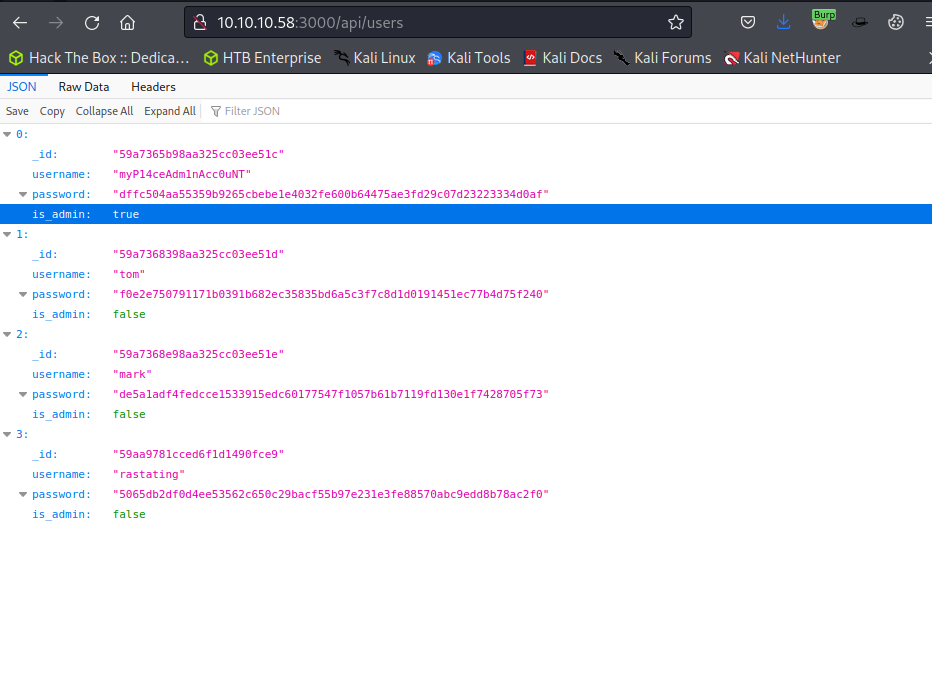 10.10.10.58:3000/api/users
Burp
Hack The Box :: Dedica… HTB Enterprise Kali Linux Kali Tools Kali Docs Kali Forums Kali NetHunter
JSON Raw Data Headers
Save Copy Collapse All Expand All Filter JSON
0:
_id: "59a7365b98aa325cc03ee51c"
username: "myP14ceAdm1nAcc0uNT"
password: "dffc504aa55359b9265cbebe1e4032fe600b64475ae3fd29c07d23223334d0af"
is_admin: true
1:
_id: "59a7368398aa325cc03ee51d"
username: "tom"
password: "f0e2e750791171b0391b682ec35835bd6a5c3f7c8d1d0191451ec77b4d75f240"
is_admin: false
2:
_id: "59a7368e98aa325cc03ee51e"
username: "mark"
password: "de5a1adf4fedcce1533915edc60177547f1057b61b7119fd130e1f7428705f73"
is_admin: false
3:
_id: "59aa9781cced6f1d1490fce9"
username: "rastating"
password: "5065db2df0d4ee53562c650c29bacf55b97e231e3fe88570abc9edd8b78ac2f0"
is_admin: false